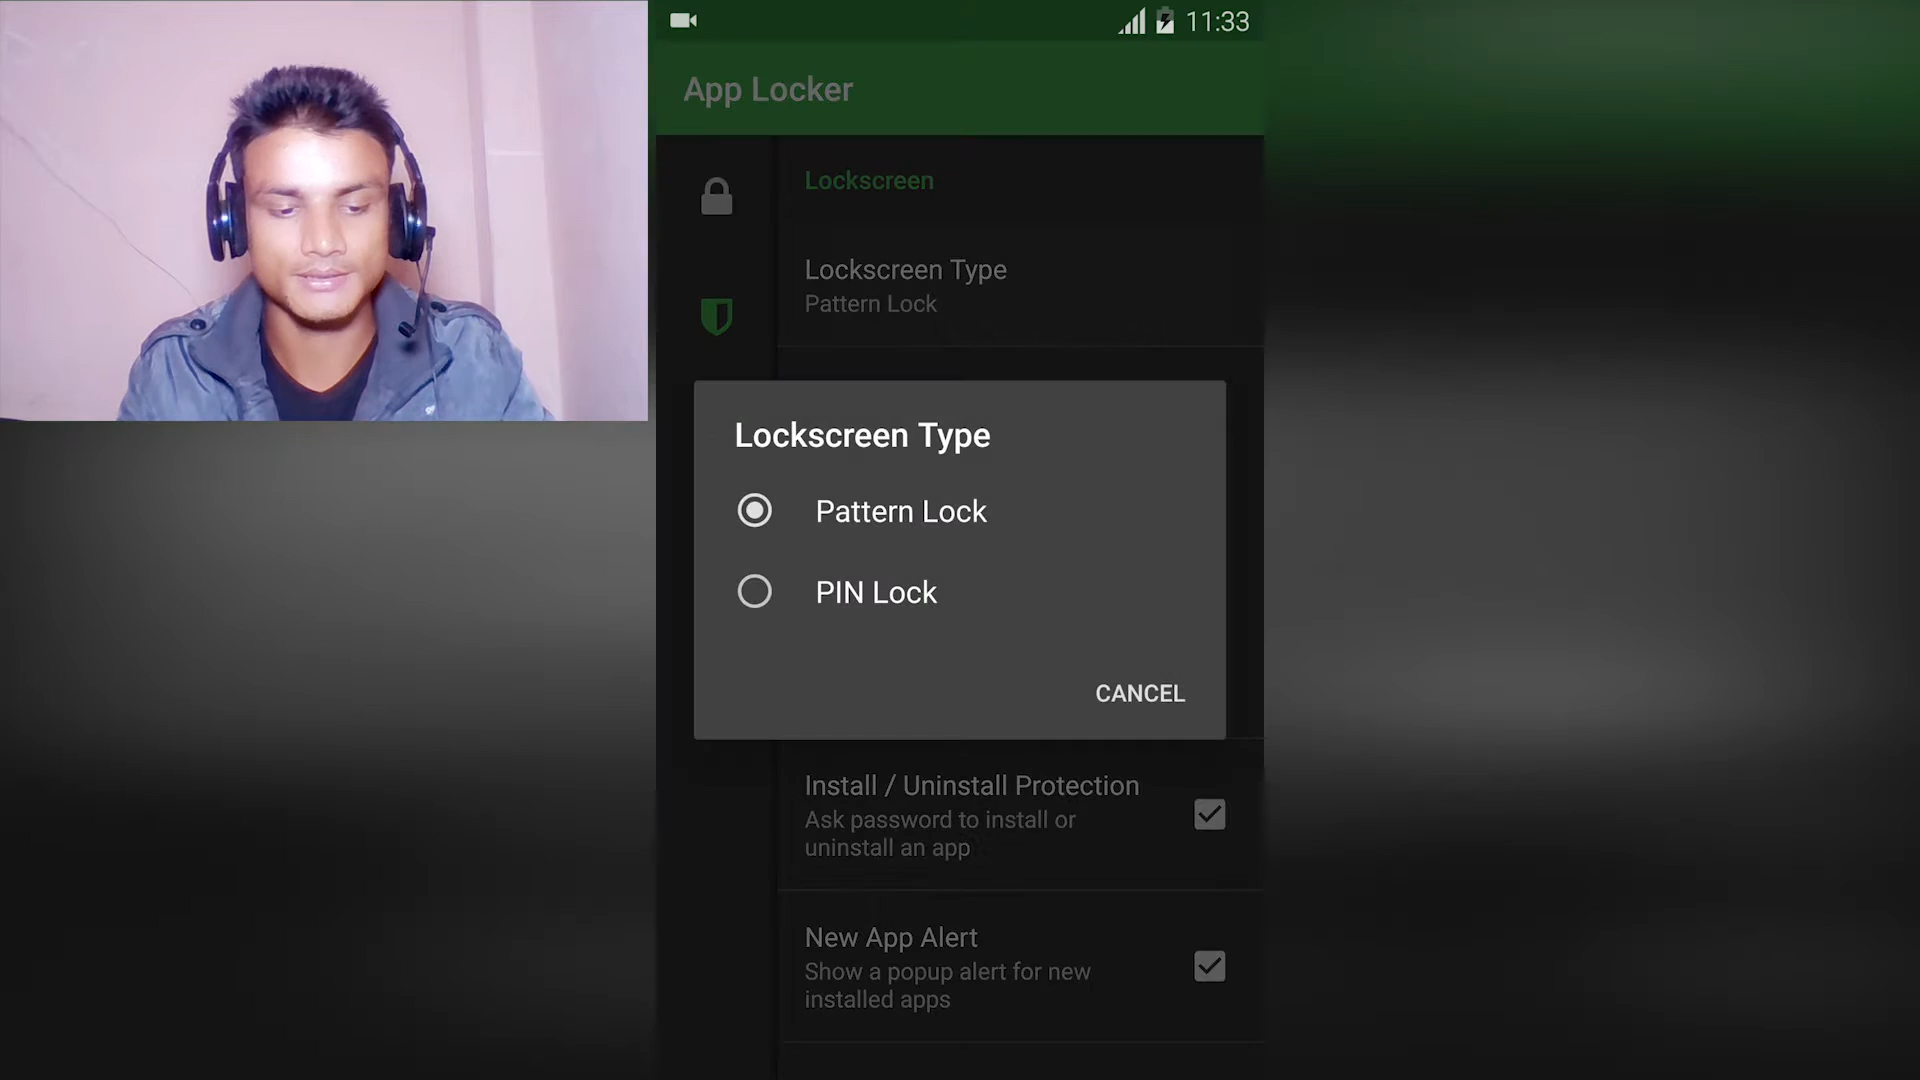 11:33
App Locker
Lockscreen
Lockscreen Type
Pattern Lock
Lockscreen Type
Pattern Lock
PIN Lock
CANCEL
Install / Uninstall Protection
Ask password to install or
uninstall an app
New App Alert
Show a popup alert for new
installed apps